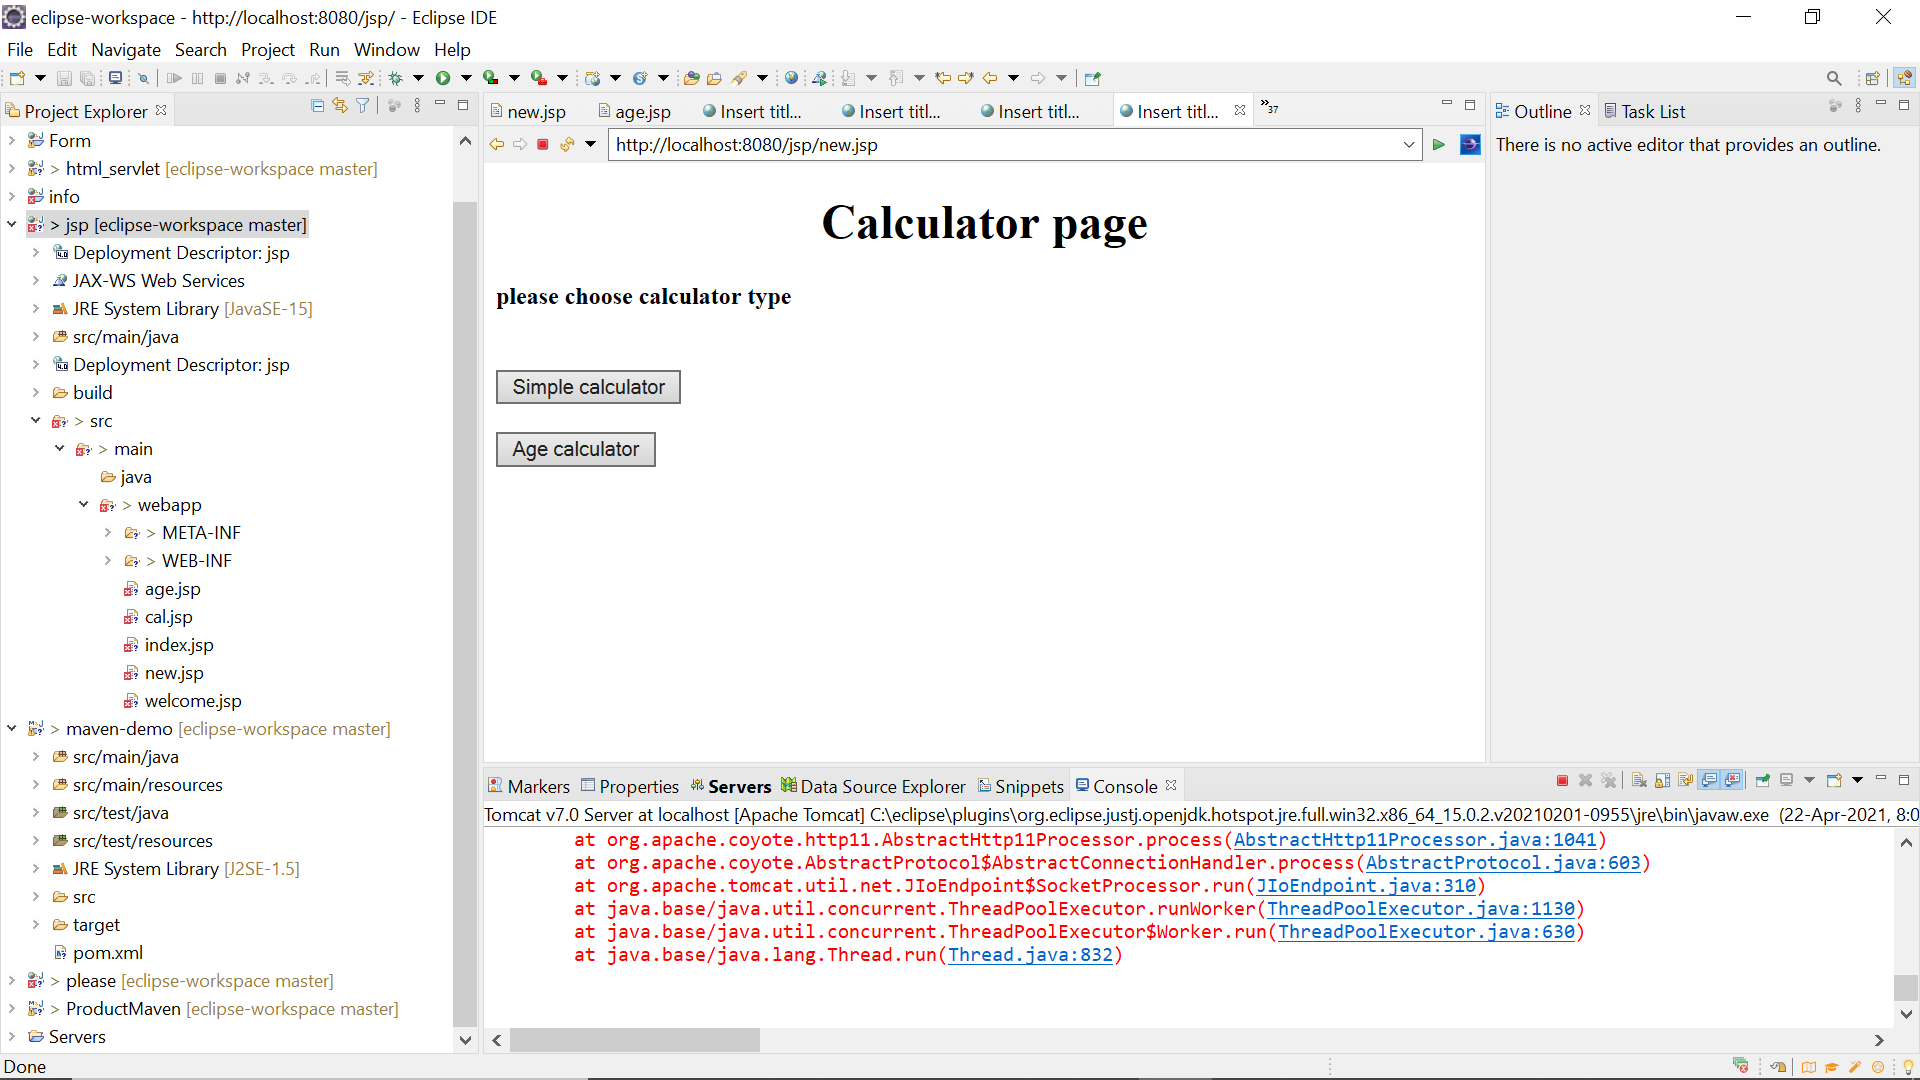 eclipse-workspace - http://localhost:8080/jsp/ - Eclipse IDE
File Edit Navigate Search Project Run Window Help
Project Explorer
Form
> html_servlet [eclipse-workspace master]
info
> jsp [eclipse-workspace master]
Deployment Descriptor: jsp
JAX-WS Web Services
JRE System Library [JavaSE-15]
src/main/java
Deployment Descriptor: jsp
build
> src
> main
java
> webapp
> META-INF
> WEB-INF
age.jsp
cal.jsp
index.jsp
new.jsp
welcome.jsp
> maven-demo [eclipse-workspace master]
src/main/java
src/main/resources
src/test/java
src/test/resources
JRE System Library [J2SE-1.5]
src
target
pom.xml
> please [eclipse-workspace master]
> ProductMaven [eclipse-workspace master]
Servers
new.jsp age.jsp Insert titl... Insert titl... Insert titl... Insert titl... »37
http://localhost:8080/jsp/new.jsp
Calculator page
please choose calculator type
Simple calculator
Age calculator
Outline Task List
There is no active editor that provides an outline.
Markers Properties Servers Data Source Explorer Snippets Console
Tomcat v7.0 Server at localhost [Apache Tomcat] C:\eclipse\plugins\org.eclipse.justj.openjdk.hotspot.jre.full.win32.x86_64_15.0.2.v20210201-0955\jre\bin\javaw.exe (22-Apr-2021, 8:0
at org.apache.coyote.http11.AbstractHttp11Processor.process(AbstractHttp11Processor.java:1041)
at org.apache.coyote.AbstractProtocol$AbstractConnectionHandler.process(AbstractProtocol.java:603)
at org.apache.tomcat.util.net.JIoEndpoint$SocketProcessor.run(JIoEndpoint.java:310)
at java.base/java.util.concurrent.ThreadPoolExecutor.runWorker(ThreadPoolExecutor.java:1130)
at java.base/java.util.concurrent.ThreadPoolExecutor$Worker.run(ThreadPoolExecutor.java:630)
at java.base/java.lang.Thread.run(Thread.java:832)
Done